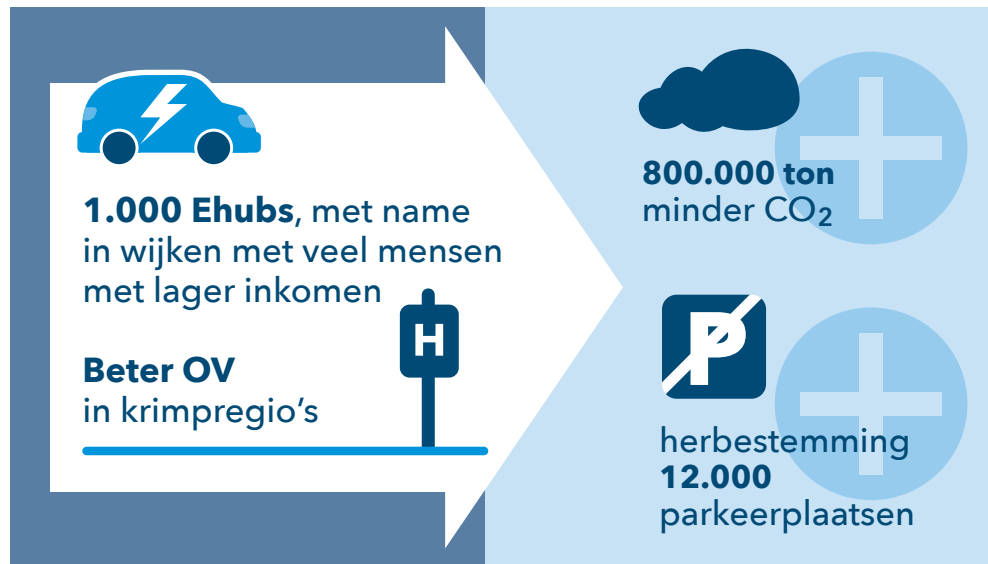 1.000 Ehubs, met name
in wijken met veel mensen
met lager inkomen
H
Beter OV
in krimpregio’s
800.000 ton
minder CO₂
P
herbestemming
12.000
parkeerplaatsen